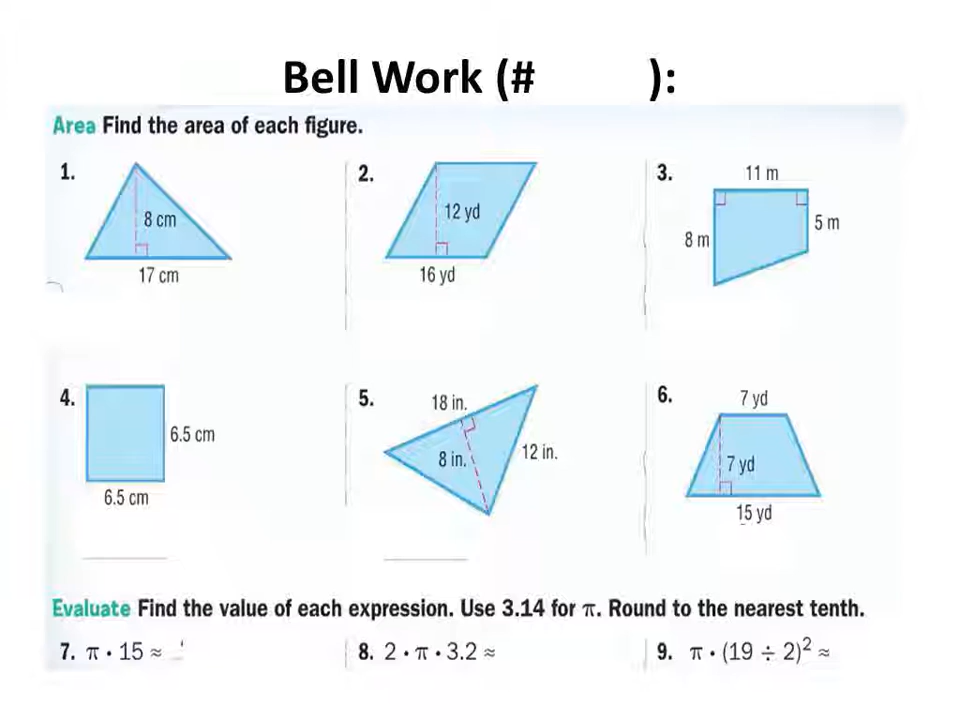 Bell Work (# ):
Area Find the area of each figure.
1. 8 cm 17 cm
2. 12 yd 16 yd
3. 11 m 8 m 5 m
4. 6.5 cm 6.5 cm
5. 18 in. 8 in. 12 in.
6. 7 yd 7 yd 15 yd
Evaluate Find the value of each expression. Use 3.14 for π. Round to the nearest tenth.
7. π • 15 ≈ 8. 2 • π • 3.2 ≈ 9. π • (19 ÷ 2)² ≈